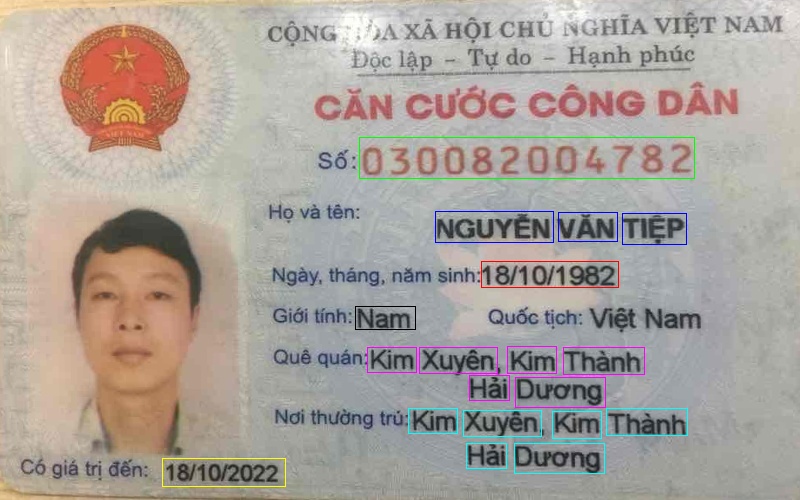 CỘNG HÒA XÃ HỘI CHỦ NGHĨA VIỆT NAM
Độc lập - Tự do - Hạnh phúc
CĂN CƯỚC CÔNG DÂN
Số: 030082004782
Họ và tên: NGUYỄN VĂN TIỆP
Ngày, tháng, năm sinh: 18/10/1982
Giới tính: Nam Quốc tịch: Việt Nam
Quê quán: Kim Xuyên, Kim Thành
Hải Dương
Nơi thường trú: Kim Xuyên, Kim Thành
Hải Dương
Có giá trị đến: 18/10/2022
VIỆT NAM